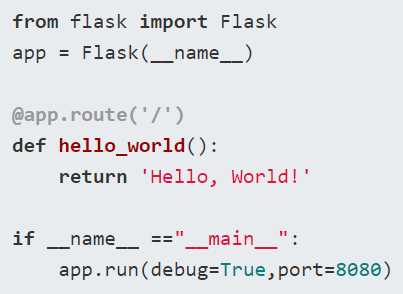 from flask import Flask
app = Flask(__name__)
@app.route('/')
def hello_world():
    return 'Hello, World!'
if __name__ =="__main__":
    app.run(debug=True,port=8080)